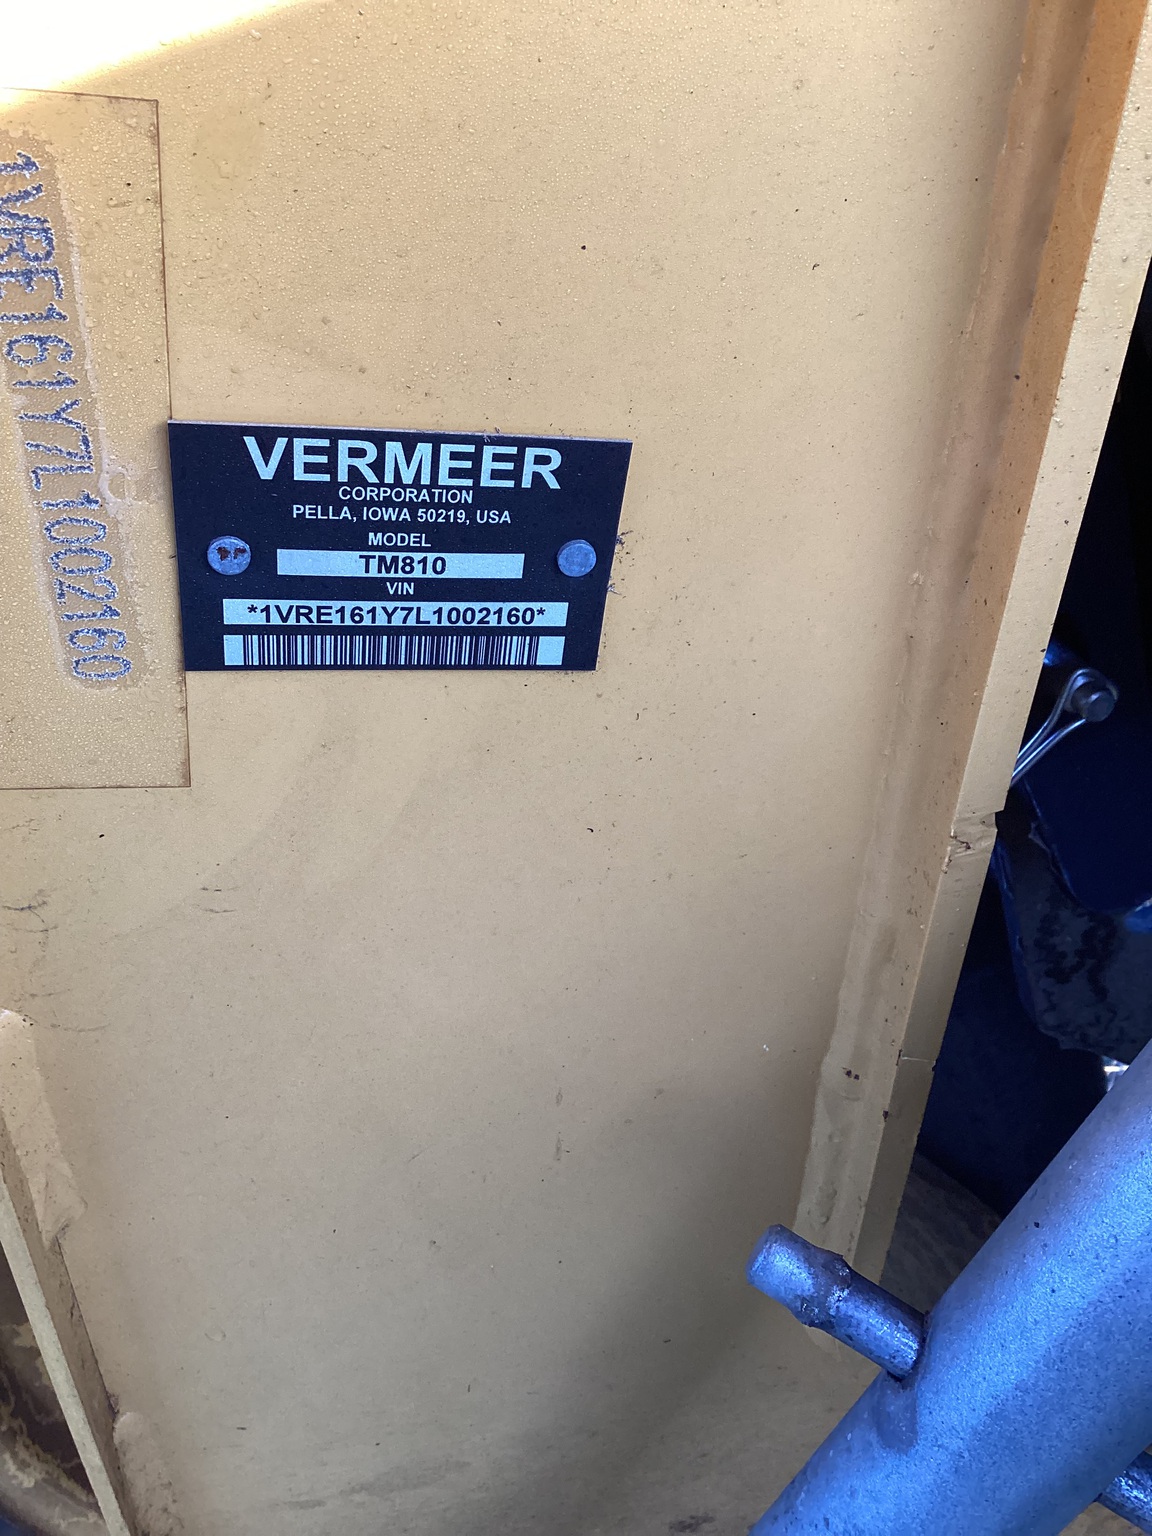 1VRE161Y7L1002160
VERMEER
CORPORATION
PELLA, IOWA 50219, USA
MODEL
TM810
VIN
*1VRE161Y7L1002160*